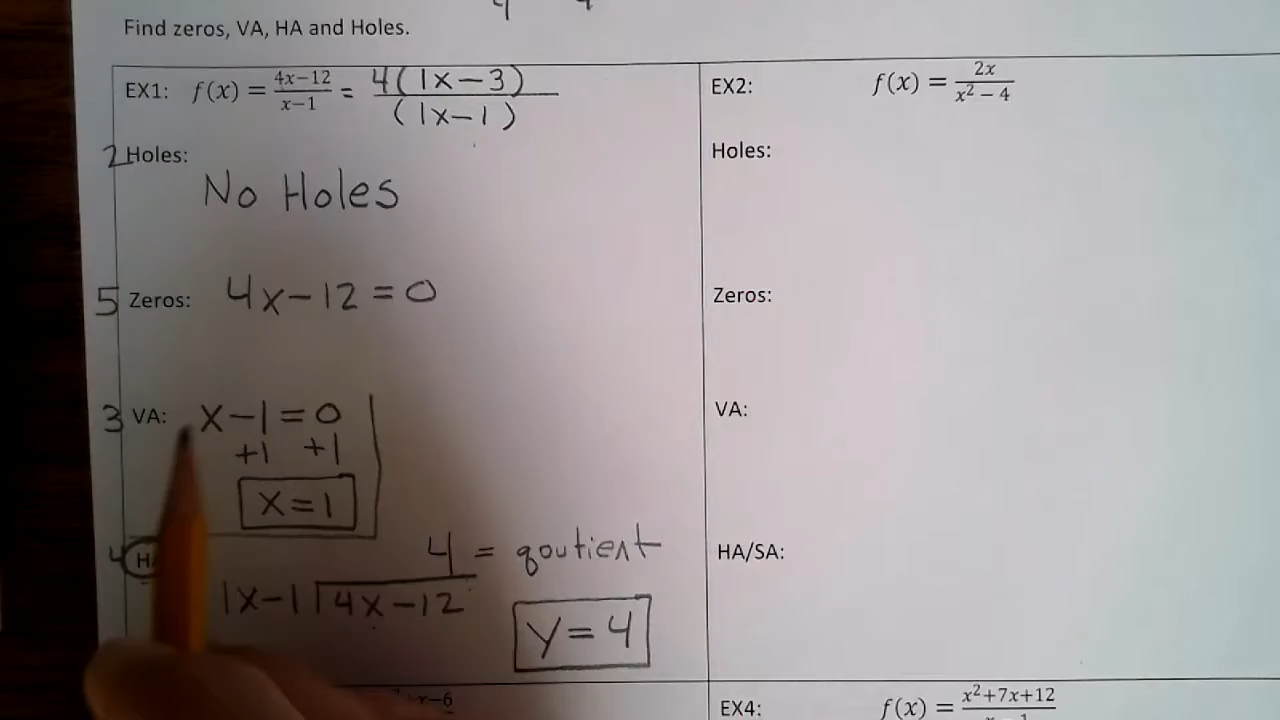 Find zeros, VA, HA and Holes.
EX1: f(x) = 4x−12 / x−1 = 4(1x−3) / (1x−1)
2 Holes:
No Holes
5 Zeros: 4x−12=0
3 VA: x−1=0
+1 +1
x=1
4 = qoutient
1x−1 4x−12
y=4
EX2: f(x) = 2x / x² − 4
Holes:
Zeros:
VA:
HA/SA:
EX4: f(x) = x²+7x+12